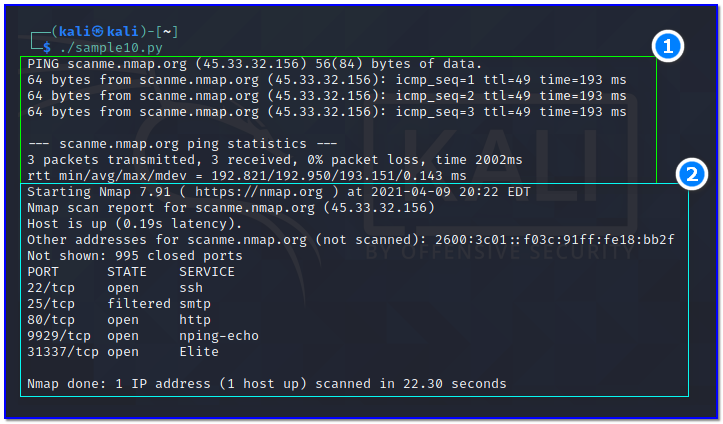 ┌──(kali㉿kali)-[~]
└─$ ./sample10.py
1
PING scanme.nmap.org (45.33.32.156) 56(84) bytes of data.
64 bytes from scanme.nmap.org (45.33.32.156): icmp_seq=1 ttl=49 time=193 ms
64 bytes from scanme.nmap.org (45.33.32.156): icmp_seq=2 ttl=49 time=193 ms
64 bytes from scanme.nmap.org (45.33.32.156): icmp_seq=3 ttl=49 time=193 ms
--- scanme.nmap.org ping statistics ---
3 packets transmitted, 3 received, 0% packet loss, time 2002ms
rtt min/avg/max/mdev = 192.821/192.950/193.151/0.143 ms
2
Starting Nmap 7.91 ( https://nmap.org ) at 2021-04-09 20:22 EDT
Nmap scan report for scanme.nmap.org (45.33.32.156)
Host is up (0.19s latency).
Other addresses for scanme.nmap.org (not scanned): 2600:3c01::f03c:91ff:fe18:bb2f
Not shown: 995 closed ports
PORT STATE SERVICE
22/tcp open ssh
25/tcp filtered smtp
80/tcp open http
9929/tcp open nping-echo
31337/tcp open Elite
Nmap done: 1 IP address (1 host up) scanned in 22.30 seconds
KALI
BY OFFENSIVE SECURITY